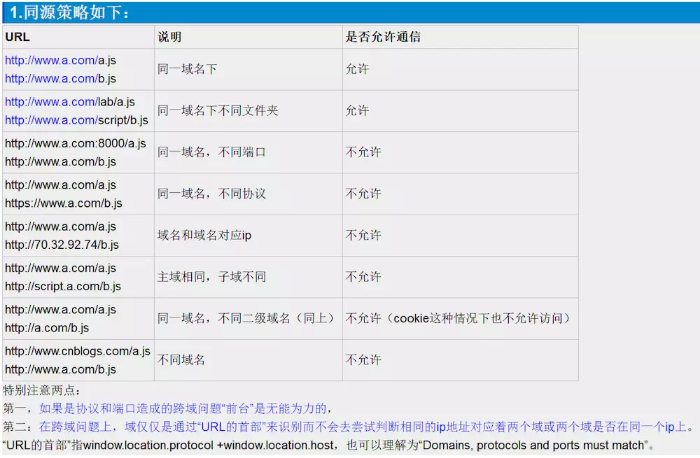 1.同源策略如下：
URL 说明 是否允许通信
http://www.a.com/a.js
http://www.a.com/b.js
同一域名下 允许
http://www.a.com/lab/a.js
http://www.a.com/script/b.js
同一域名下不同文件夹 允许
http://www.a.com:8000/a.js
http://www.a.com/b.js
同一域名，不同端口 不允许
http://www.a.com/a.js
https://www.a.com/b.js
同一域名，不同协议 不允许
http://www.a.com/a.js
http://70.32.92.74/b.js
域名和域名对应ip 不允许
http://www.a.com/a.js
http://script.a.com/b.js
主域相同，子域不同 不允许
http://www.a.com/a.js
http://a.com/b.js
同一域名，不同二级域名（同上） 不允许（cookie这种情况下也不允许访问）
http://www.cnblogs.com/a.js
http://www.a.com/b.js
不同域名 不允许
特别注意两点：
第一，如果是协议和端口造成的跨域问题“前台”是无能为力的，
第二：在跨域问题上，域仅仅是通过“URL的首部”来识别而不会去尝试判断相同的ip地址对应着两个域或两个域是否在同一个ip上。
“URL的首部”指window.location.protocol +window.location.host，也可以理解为“Domains, protocols and ports must match”。